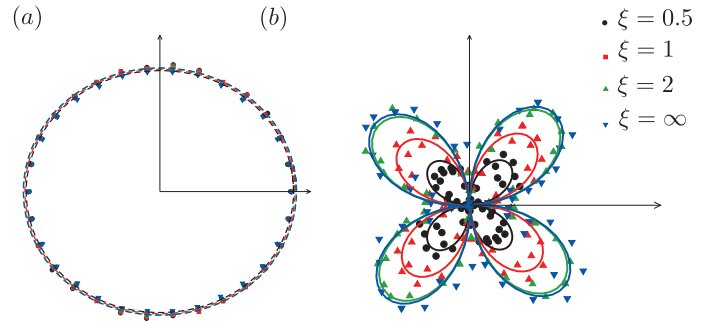 (a)
(b)
ξ = 0.5
ξ = 1
ξ = 2
ξ = ∞